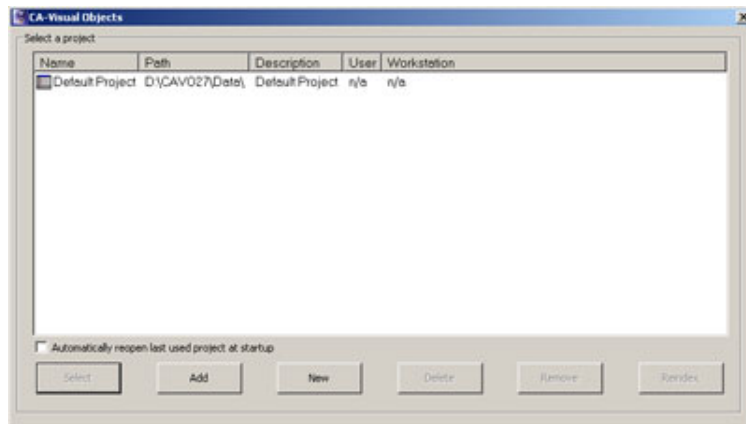 CA-Visual Objects
Select a project
Name Path Description User Workstation
Default Project D:\CAVO27\Data\ Default Project n/a n/a
Automatically reopen last used project at startup
Select Add New Delete Remove Reindex